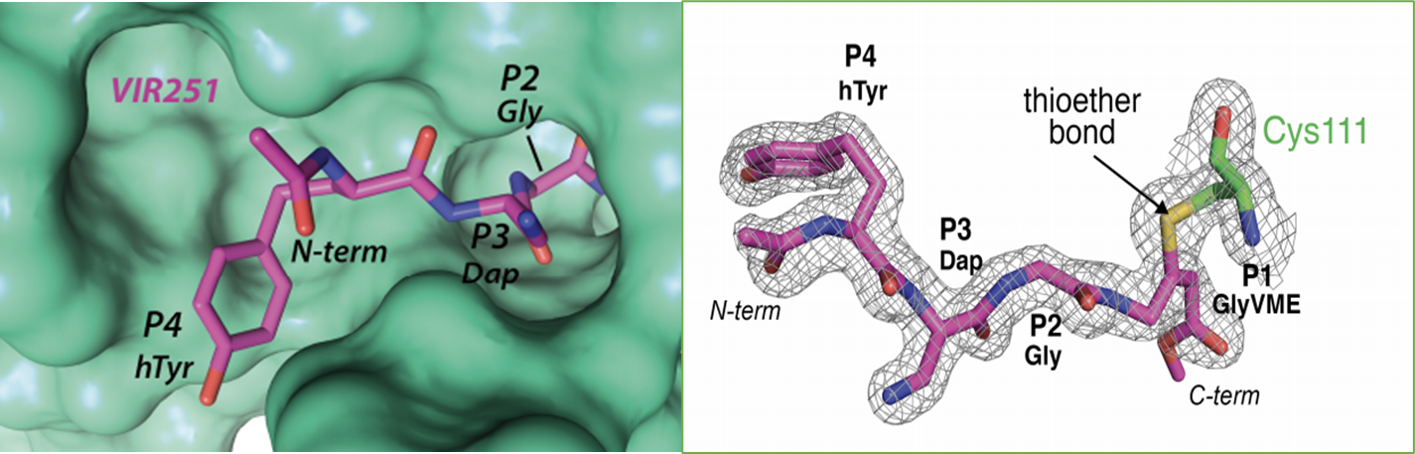 VIR251
P2
Gly
N-term
P3
Dap
P4
hTyr
P4
hTyr
thioether
bond
Cys111
P3
Dap
N-term
P2
Gly
P1
GlyVME
C-term